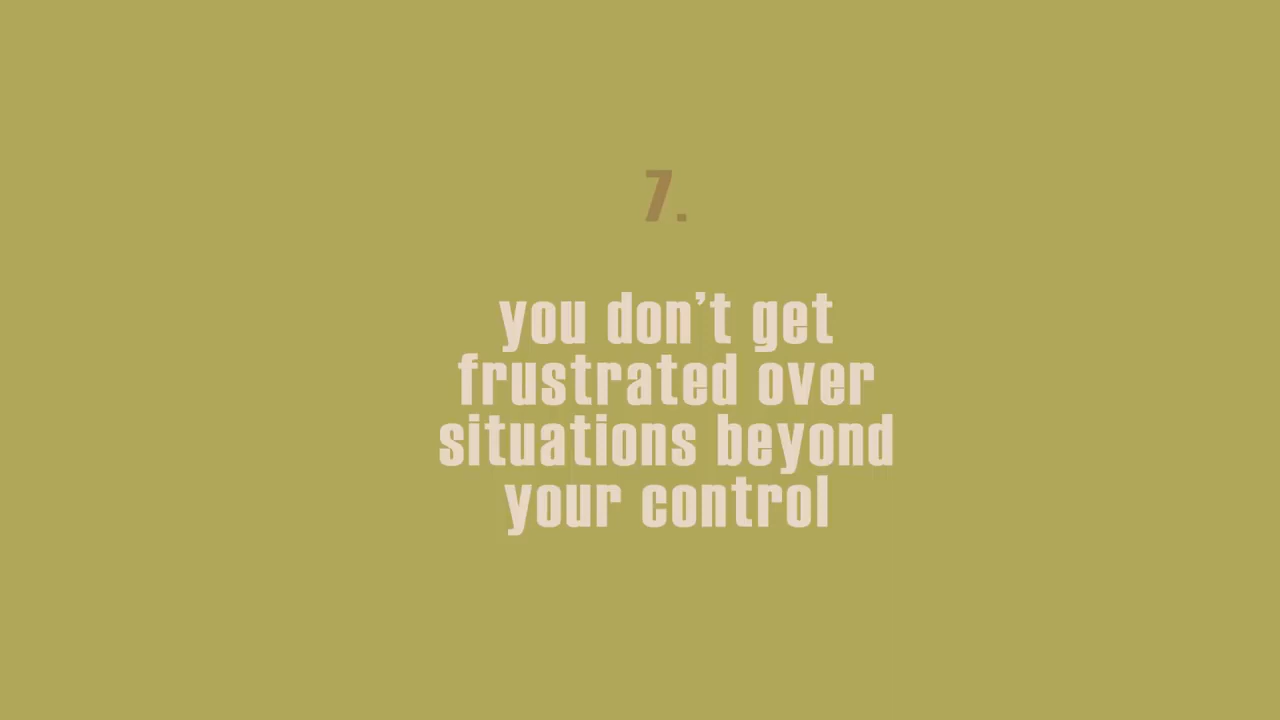 7.
you don’t get
frustrated over
situations beyond
your control